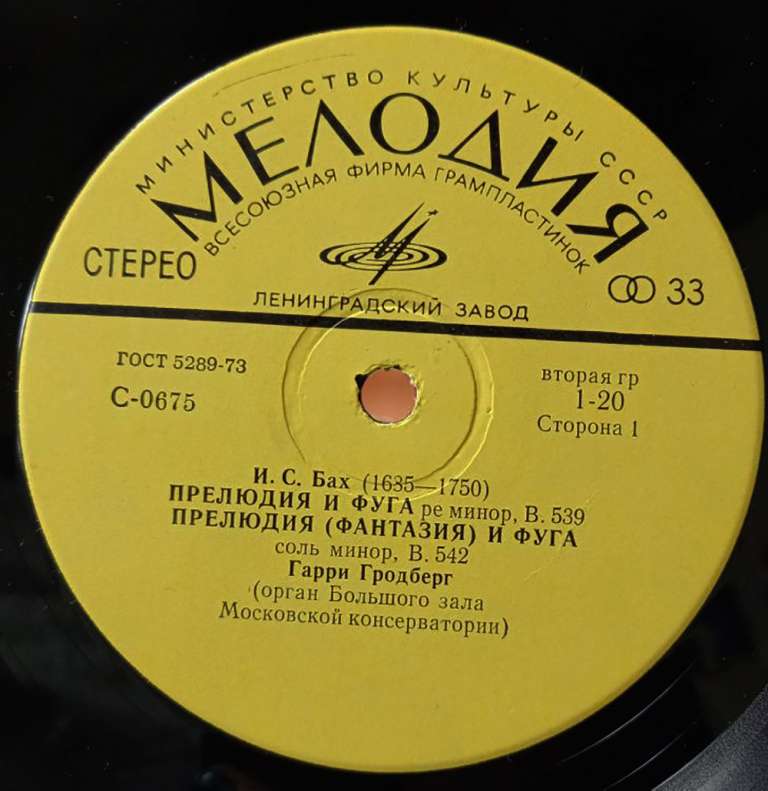 МИНИСТЕРСТВО КУЛЬТУРЫ СССР
МЕЛОДИЯ
ВСЕСОЮЗНАЯ ФИРМА ГРАМПЛАСТИНОК
СТЕРЕО
33
ЛЕНИНГРАДСКИЙ ЗАВОД
ГОСТ 5289-73
С-0675
вторая гр
1-20
Сторона 1
И. С. Бах (1635—1750)
ПРЕЛЮДИЯ И ФУГА ре минор, В. 539
ПРЕЛЮДИЯ (ФАНТАЗИЯ) И ФУГА
соль минор, В. 542
Гарри Гродберг
(орган Большого зала
Московской консерватории)